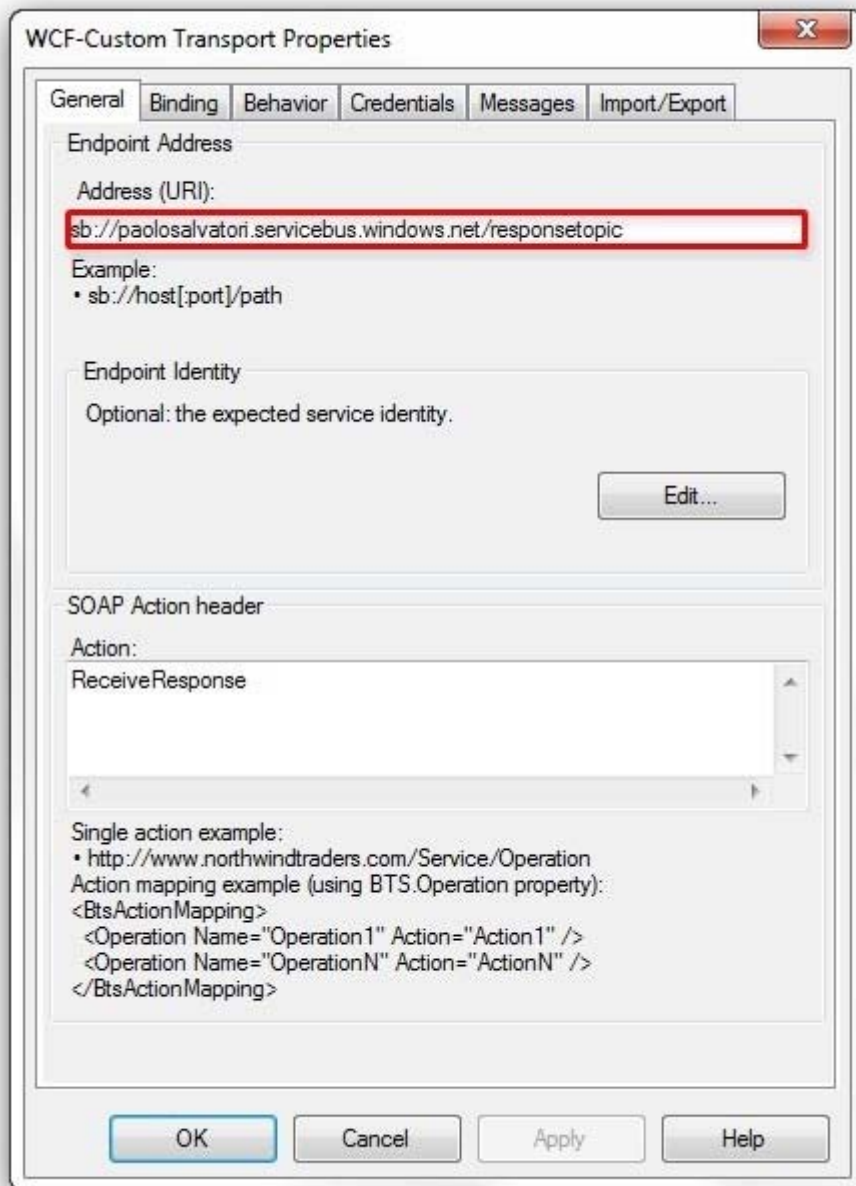 WCF-Custom Transport Properties
General Binding Behavior Credentials Messages Import/Export
Endpoint Address
Address (URI):
sb://paolosalvatori.servicebus.windows.net/responsetopic
Example:
• sb://host[:port]/path
Endpoint Identity
Optional: the expected service identity.
Edit...
SOAP Action header
Action:
ReceiveResponse
Single action example:
• http://www.northwindtraders.com/Service/Operation
Action mapping example (using BTS.Operation property):
<BtsActionMapping>
<Operation Name="Operation1" Action="Action1" />
<Operation Name="OperationN" Action="ActionN" />
</BtsActionMapping>
OK Cancel Apply Help